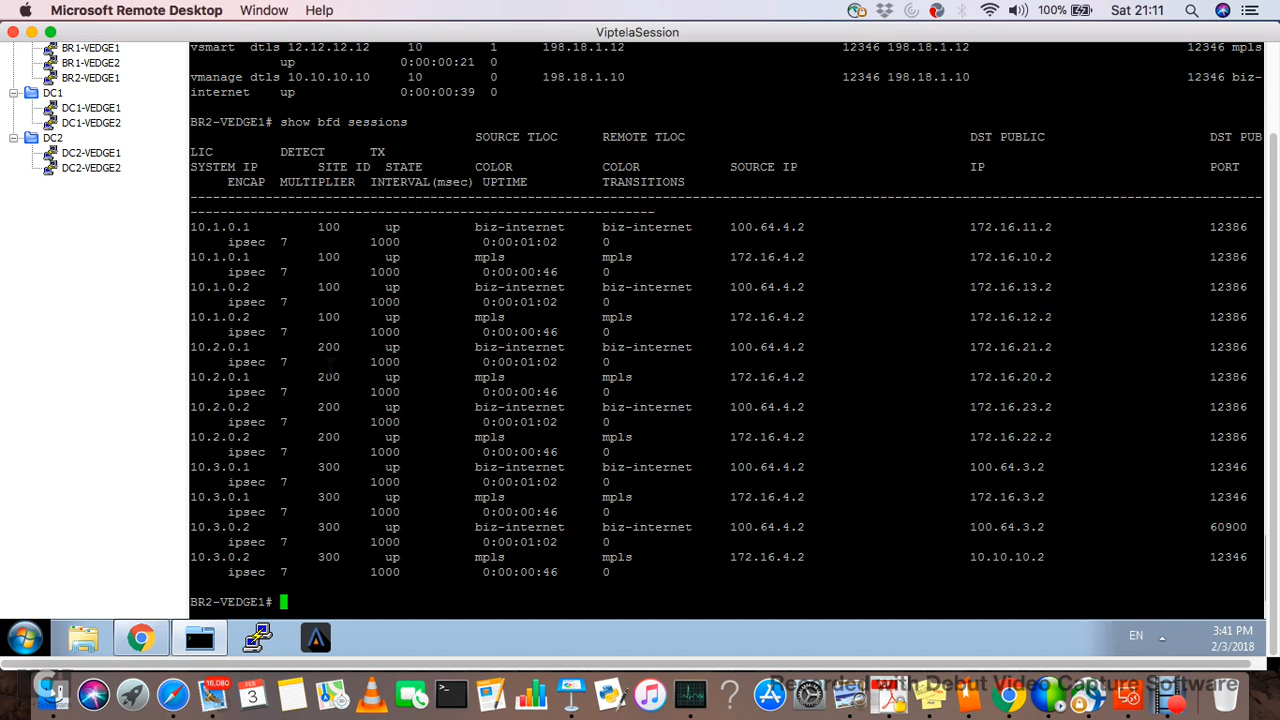 Microsoft Remote Desktop Window Help 100% Sat 21:11
ViptelaSession
BR1-VEDGE1
BR1-VEDGE2
BR2-VEDGE1
DC1
DC1-VEDGE1
DC1-VEDGE2
DC2
DC2-VEDGE1
DC2-VEDGE2
vsmart dtls 12.12.12.12 10 1 198.18.1.12 12346 198.18.1.12 12346 mpls
up 0:00:00:21 0
vmanage dtls 10.10.10.10 10 0 198.18.1.10 12346 198.18.1.10 12346 biz-
internet up 0:00:00:39 0
BR2-VEDGE1# show bfd sessions
SOURCE TLOC REMOTE TLOC DST PUBLIC DST PUB
LIC DETECT TX
SYSTEM IP SITE ID STATE COLOR COLOR SOURCE IP IP PORT
ENCAP MULTIPLIER INTERVAL(msec) UPTIME TRANSITIONS
--------------------------------------------------------------------------------------------------------------------------------------------
--------------------------------------------------------------
10.1.0.1 100 up biz-internet biz-internet 100.64.4.2 172.16.11.2 12386
ipsec 7 1000 0:00:01:02 0
10.1.0.1 100 up mpls mpls 172.16.4.2 172.16.10.2 12386
ipsec 7 1000 0:00:00:46 0
10.1.0.2 100 up biz-internet biz-internet 100.64.4.2 172.16.13.2 12386
ipsec 7 1000 0:00:01:02 0
10.1.0.2 100 up mpls mpls 172.16.4.2 172.16.12.2 12386
ipsec 7 1000 0:00:00:46 0
10.2.0.1 200 up biz-internet biz-internet 100.64.4.2 172.16.21.2 12386
ipsec 7 1000 0:00:01:02 0
10.2.0.1 200 up mpls mpls 172.16.4.2 172.16.20.2 12386
ipsec 7 1000 0:00:00:46 0
10.2.0.2 200 up biz-internet biz-internet 100.64.4.2 172.16.23.2 12386
ipsec 7 1000 0:00:01:02 0
10.2.0.2 200 up mpls mpls 172.16.4.2 172.16.22.2 12386
ipsec 7 1000 0:00:00:46 0
10.3.0.1 300 up biz-internet biz-internet 100.64.4.2 100.64.3.2 12346
ipsec 7 1000 0:00:01:02 0
10.3.0.1 300 up mpls mpls 172.16.4.2 172.16.3.2 12346
ipsec 7 1000 0:00:00:46 0
10.3.0.2 300 up biz-internet biz-internet 100.64.4.2 100.64.3.2 60900
ipsec 7 1000 0:00:01:02 0
10.3.0.2 300 up mpls mpls 172.16.4.2 10.10.10.2 12346
ipsec 7 1000 0:00:00:46 0
BR2-VEDGE1#
EN 3:41 PM
2/3/2018
16,080
FEB
3
Recorded with Debut Video Capture Software